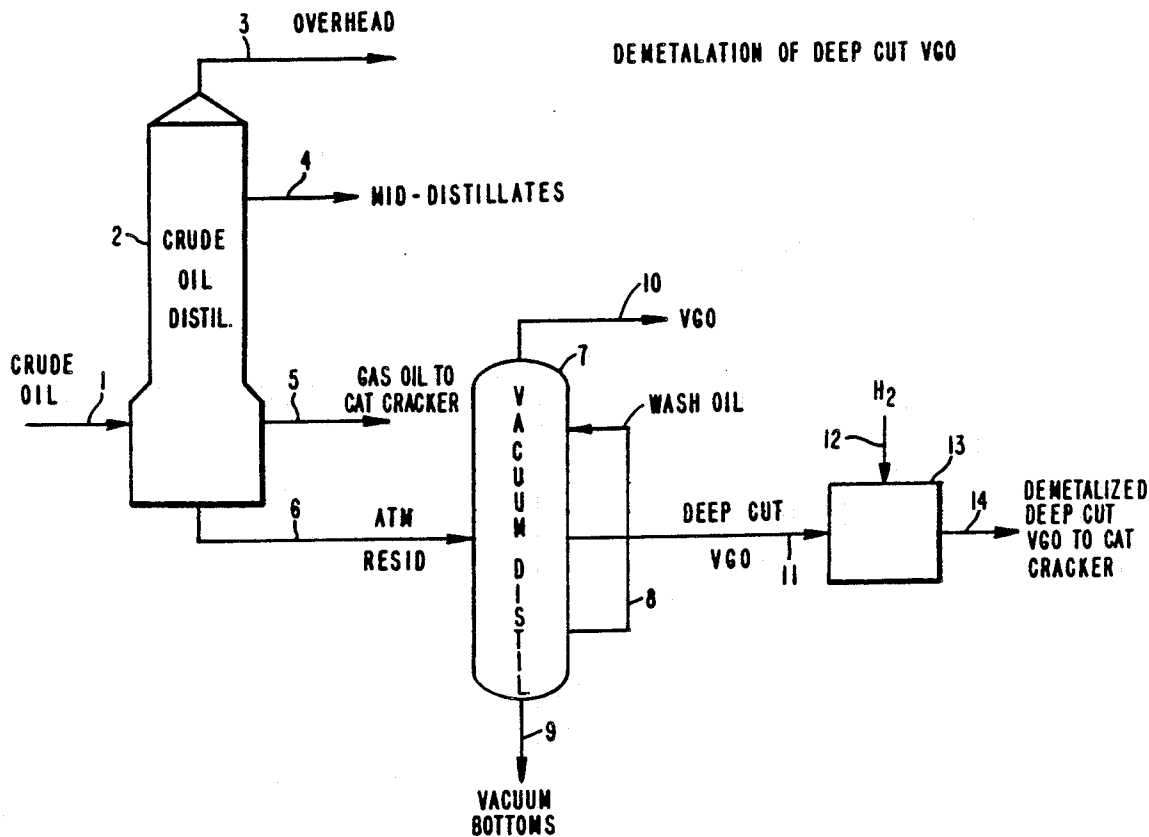 3
OVERHEAD
DEMETALATION OF DEEP CUT VGO
4
MID-DISTILLATES
2
CRUDE
OIL
DISTIL.
10
VGO
7
CRUDE
OIL
1
5
GAS OIL TO
CAT CRACKER
WASH OIL
VACUUM DISTIL
H2
12
13
6
ATM
RESID
DEEP CUT
VGO
11
8
14
DEMETALIZED
DEEP CUT
VGO TO CAT
CRACKER
9
VACUUM
BOTTOMS